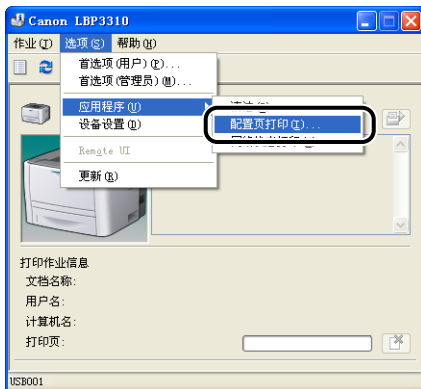 Canon LBP3310
作业(J) 选项(S) 帮助(H)
首选项(用户)(P)...
首选项(管理员)(M)...
应用程序(U)
配置页打印(I)...
设备设置(D)
Remote UI
更新(R)
打印作业信息
文档名称:
用户名:
计算机名:
打印页:
USB001